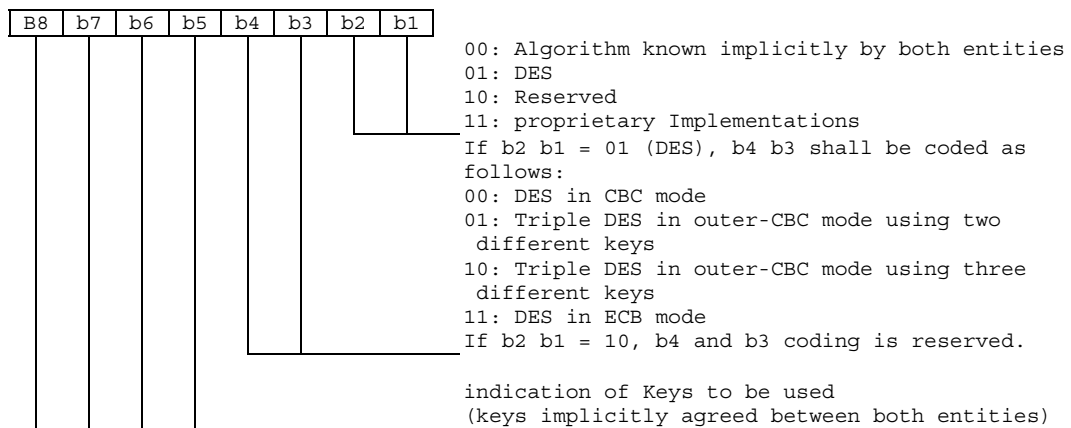 B8 b7 b6 b5 b4 b3 b2 b1
00: Algorithm known implicitly by both entities
01: DES
10: Reserved
11: proprietary Implementations
If b2 b1 = 01 (DES), b4 b3 shall be coded as
follows:
00: DES in CBC mode
01: Triple DES in outer-CBC mode using two
different keys
10: Triple DES in outer-CBC mode using three
different keys
11: DES in ECB mode
If b2 b1 = 10, b4 and b3 coding is reserved.
indication of Keys to be used
(keys implicitly agreed between both entities)